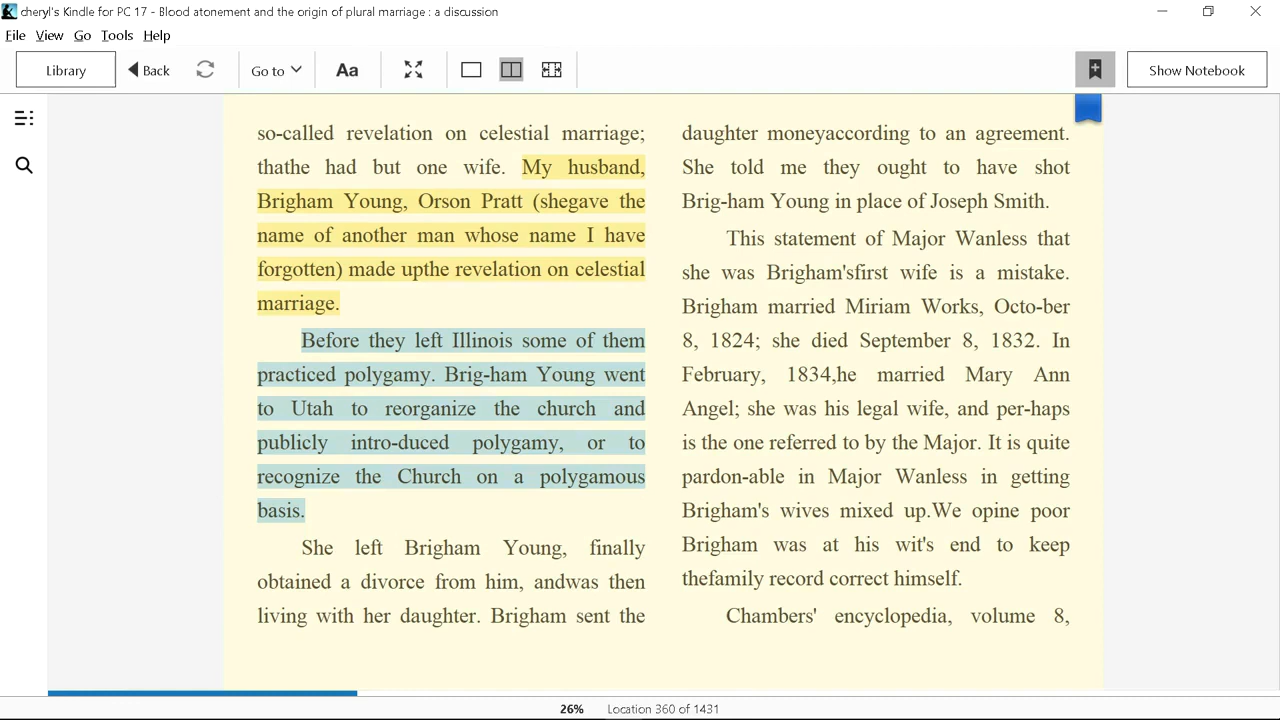 cheryl's Kindle for PC 17 - Blood atonement and the origin of plural marriage : a discussion
File View Go Tools Help
Library
Back
Go to
Aa
Show Notebook
so-called revelation on celestial marriage;
thathe had but one wife. My husband,
Brigham Young, Orson Pratt (shegave the
name of another man whose name I have
forgotten) made upthe revelation on celestial
marriage.
Before they left Illinois some of them
practiced polygamy. Brig-ham Young went
to Utah to reorganize the church and
publicly intro-duced polygamy, or to
recognize the Church on a polygamous
basis.
She left Brigham Young, finally
obtained a divorce from him, andwas then
living with her daughter. Brigham sent the
daughter moneyaccording to an agreement.
She told me they ought to have shot
Brig-ham Young in place of Joseph Smith.
This statement of Major Wanless that
she was Brigham'sfirst wife is a mistake.
Brigham married Miriam Works, Octo-ber
8, 1824; she died September 8, 1832. In
February, 1834,he married Mary Ann
Angel; she was his legal wife, and per-haps
is the one referred to by the Major. It is quite
pardon-able in Major Wanless in getting
Brigham's wives mixed up.We opine poor
Brigham was at his wit's end to keep
thefamily record correct himself.
Chambers' encyclopedia, volume 8,
26% Location 360 of 1431